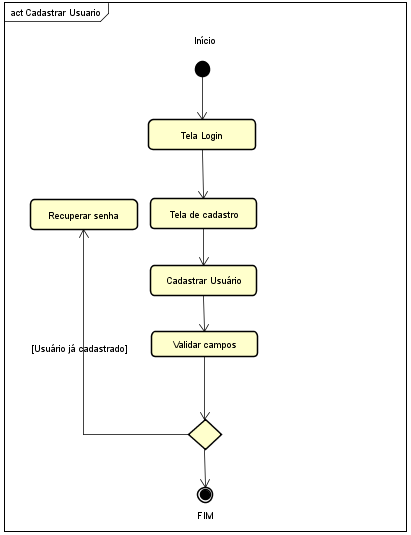 act Cadastrar Usuario
Início
Tela Login
Tela de cadastro
Recuperar senha
Cadastrar Usuário
Validar campos
[Usuário já cadastrado]
FIM